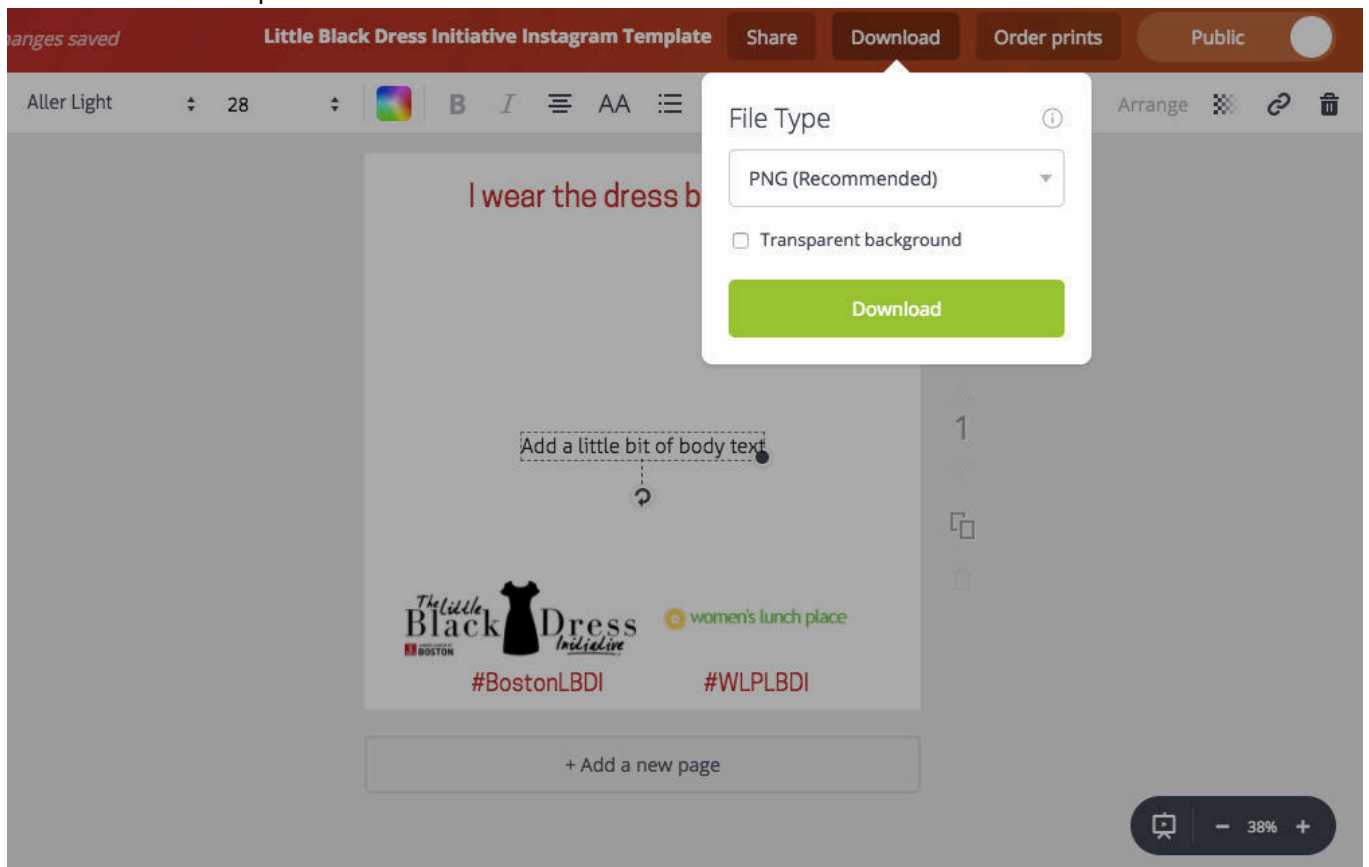 anges saved Little Black Dress Initiative Instagram Template Share Download Order prints Public
Aller Light 28 B I AA Arrange
File Type
PNG (Recommended)
Transparent background
Download
I wear the dress b
Add a little bit of body text
1
The Little
Black Dress
Initiative
BOSTON
women's lunch place
#BostonLBDI #WLPLBDI
+ Add a new page
- 38% +